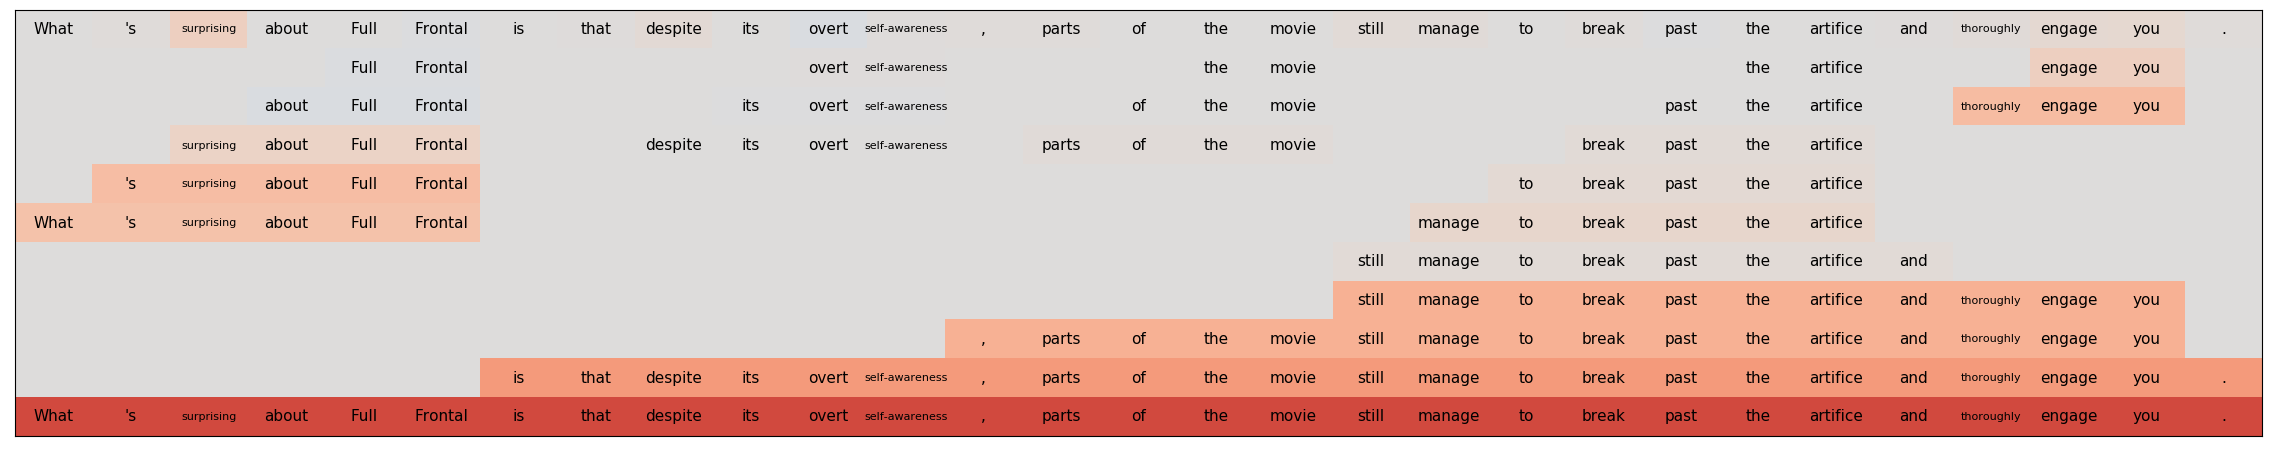 What 's surprising about Full Frontal is that despite its overt self-awareness , parts of the movie still manage to break past the artifice and thoroughly engage you .
Full Frontal overt self-awareness the movie the artifice engage you
about Full Frontal its overt self-awareness of the movie past the artifice thoroughly engage you
surprising about Full Frontal despite its overt self-awareness parts of the movie break past the artifice
's surprising about Full Frontal to break past the artifice
What 's surprising about Full Frontal manage to break past the artifice
still manage to break past the artifice and
still manage to break past the artifice and thoroughly engage you
, parts of the movie still manage to break past the artifice and thoroughly engage you
is that despite its overt self-awareness , parts of the movie still manage to break past the artifice and thoroughly engage you .
What 's surprising about Full Frontal is that despite its overt self-awareness , parts of the movie still manage to break past the artifice and thoroughly engage you .